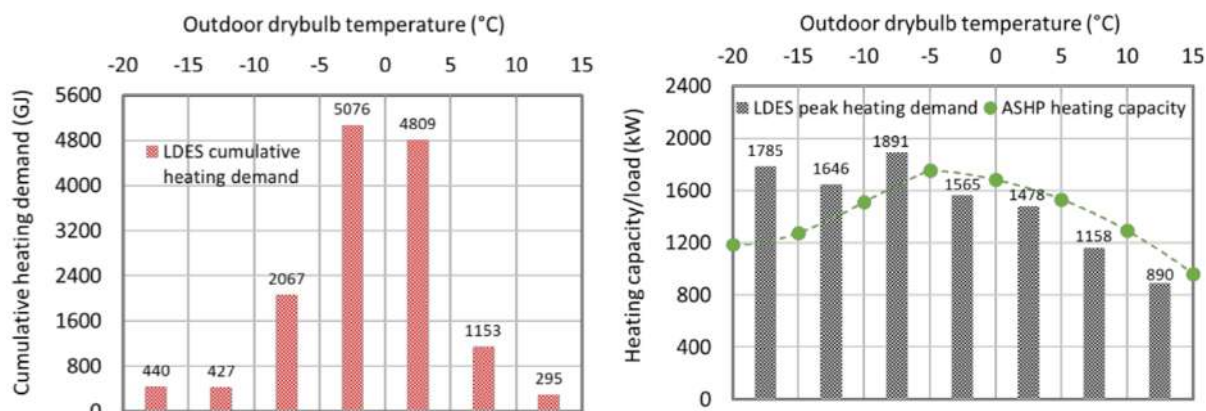 Outdoor drybulb temperature (°C)
-20 -15 -10 -5 0 5 10 15
Cumulative heating demand (GJ)
5600
4800
4000
3200
2400
1600
800
0
LDES cumulative
heating demand
440
427
2067
5076
4809
1153
295
Outdoor drybulb temperature (°C)
-20 -15 -10 -5 0 5 10 15
Heating capacity/load (kW)
2400
2000
1600
1200
800
400
0
LDES peak heating demand
ASHP heating capacity
1785
1646
1891
1565
1478
1158
890